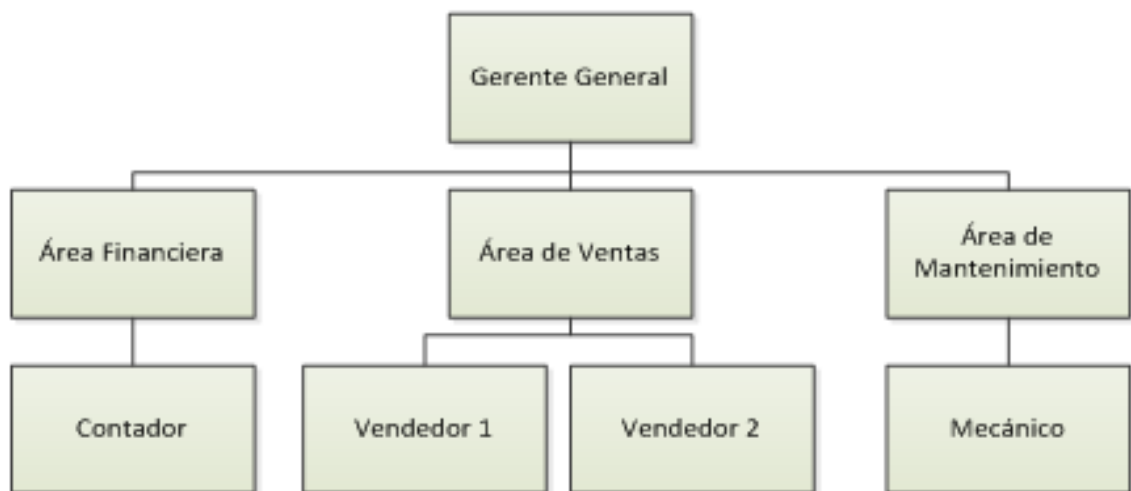 Gerente General
Área Financiera
Área de Ventas
Área de
Mantenimiento
Contador
Vendedor 1
Vendedor 2
Mecánico